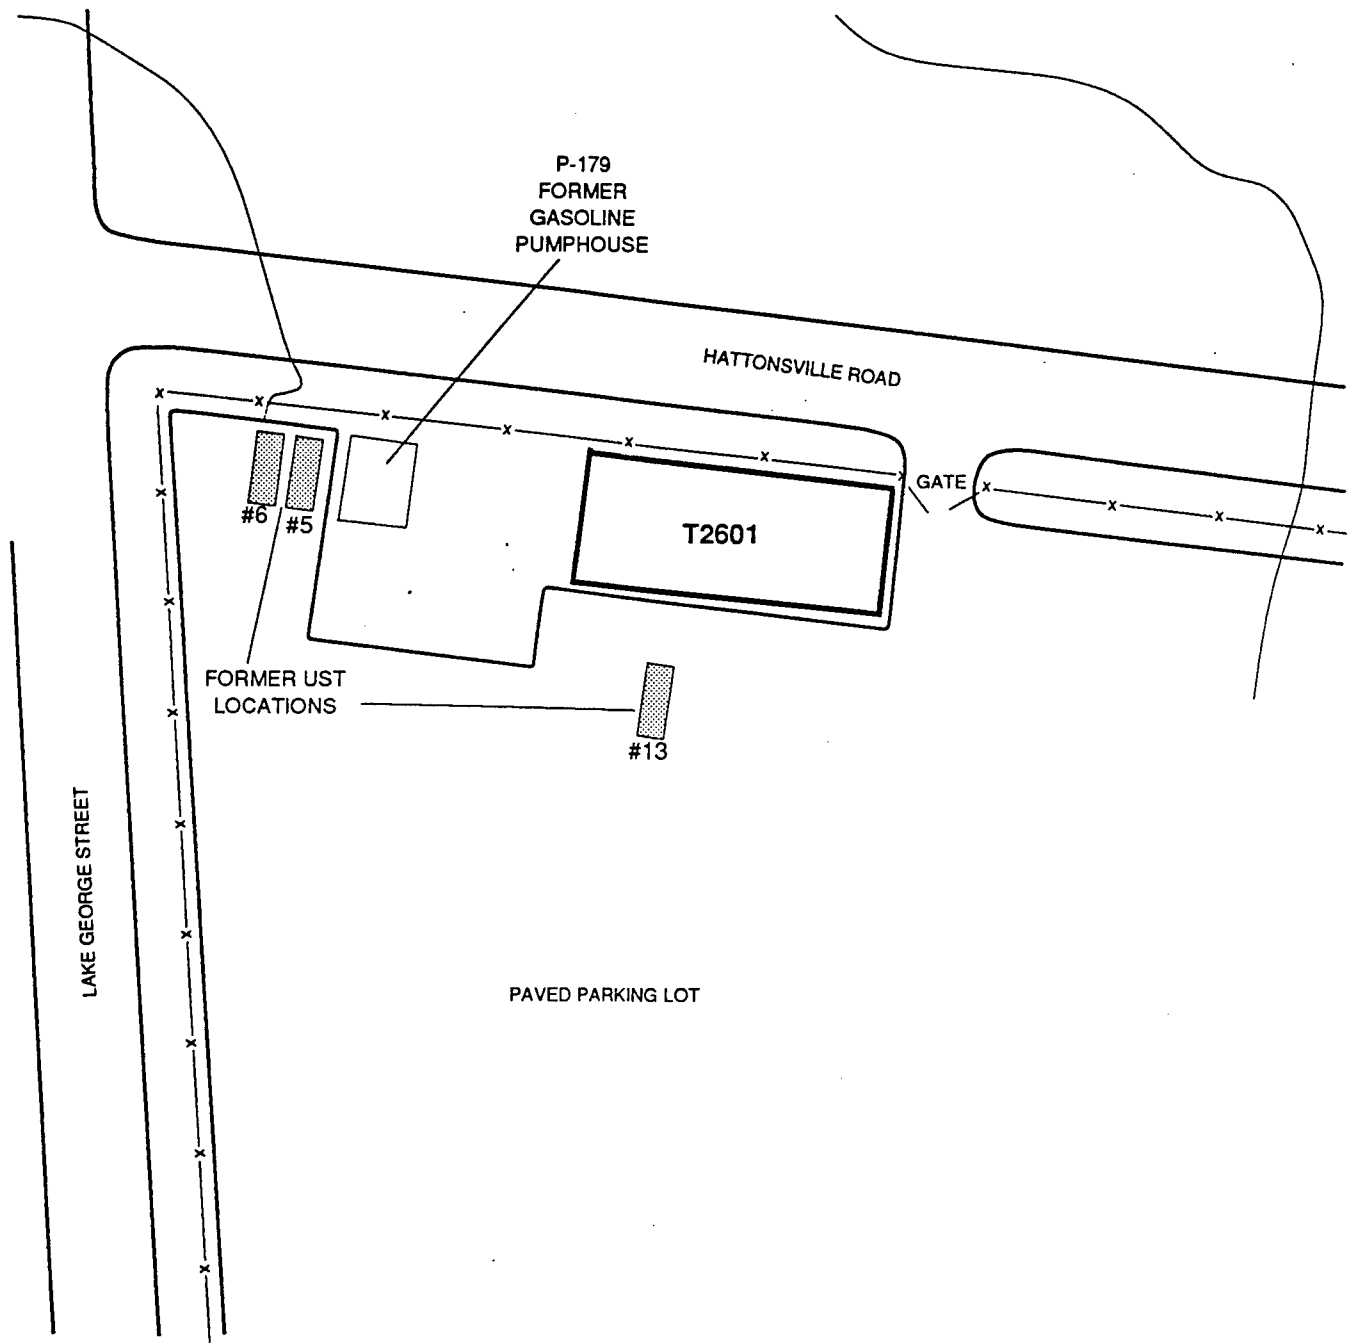 P-179
FORMER
GASOLINE
PUMPHOUSE
HATTONSVILLE ROAD
GATE
T2601
#6
#5
FORMER UST
LOCATIONS
#13
LAKE GEORGE STREET
PAVED PARKING LOT